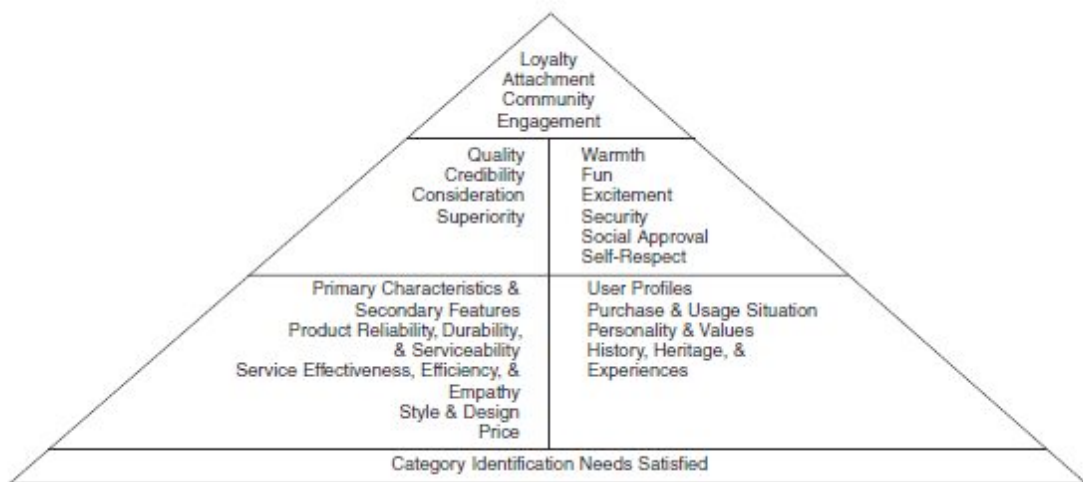 Loyalty
Attachment
Community
Engagement
Quality
Credibility
Consideration
Superiority
Warmth
Fun
Excitement
Security
Social Approval
Self-Respect
Primary Characteristics &
Secondary Features
Product Reliability, Durability,
& Serviceability
Service Effectiveness, Efficiency, &
Empathy
Style & Design
Price
User Profiles
Purchase & Usage Situation
Personality & Values
History, Heritage, &
Experiences
Category Identification Needs Satisfied